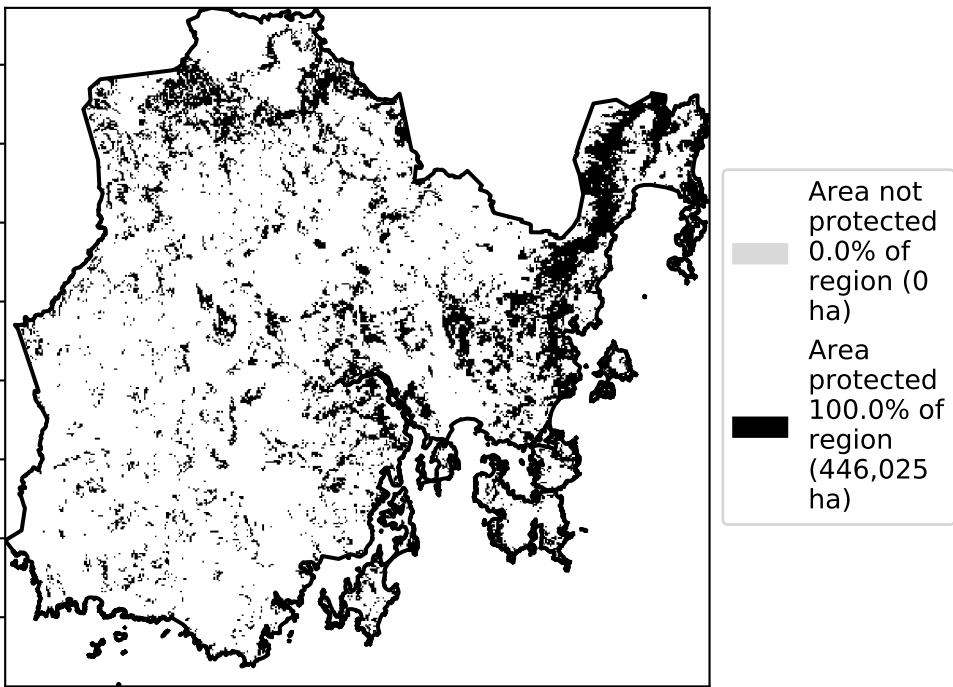 Area not
protected
0.0% of
region (0
ha)
Area
protected
100.0% of
region
(446,025
ha)